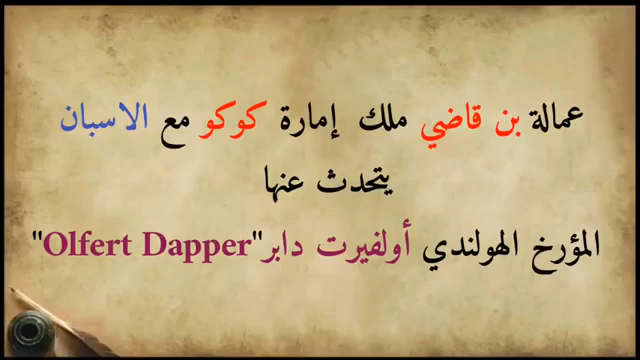 عمالة بن قاضي ملك إمارة كوكو مع الاسبان
يتحدث عنها
المؤرخ الهولندي أولفيرت دابر"Olfert Dapper"